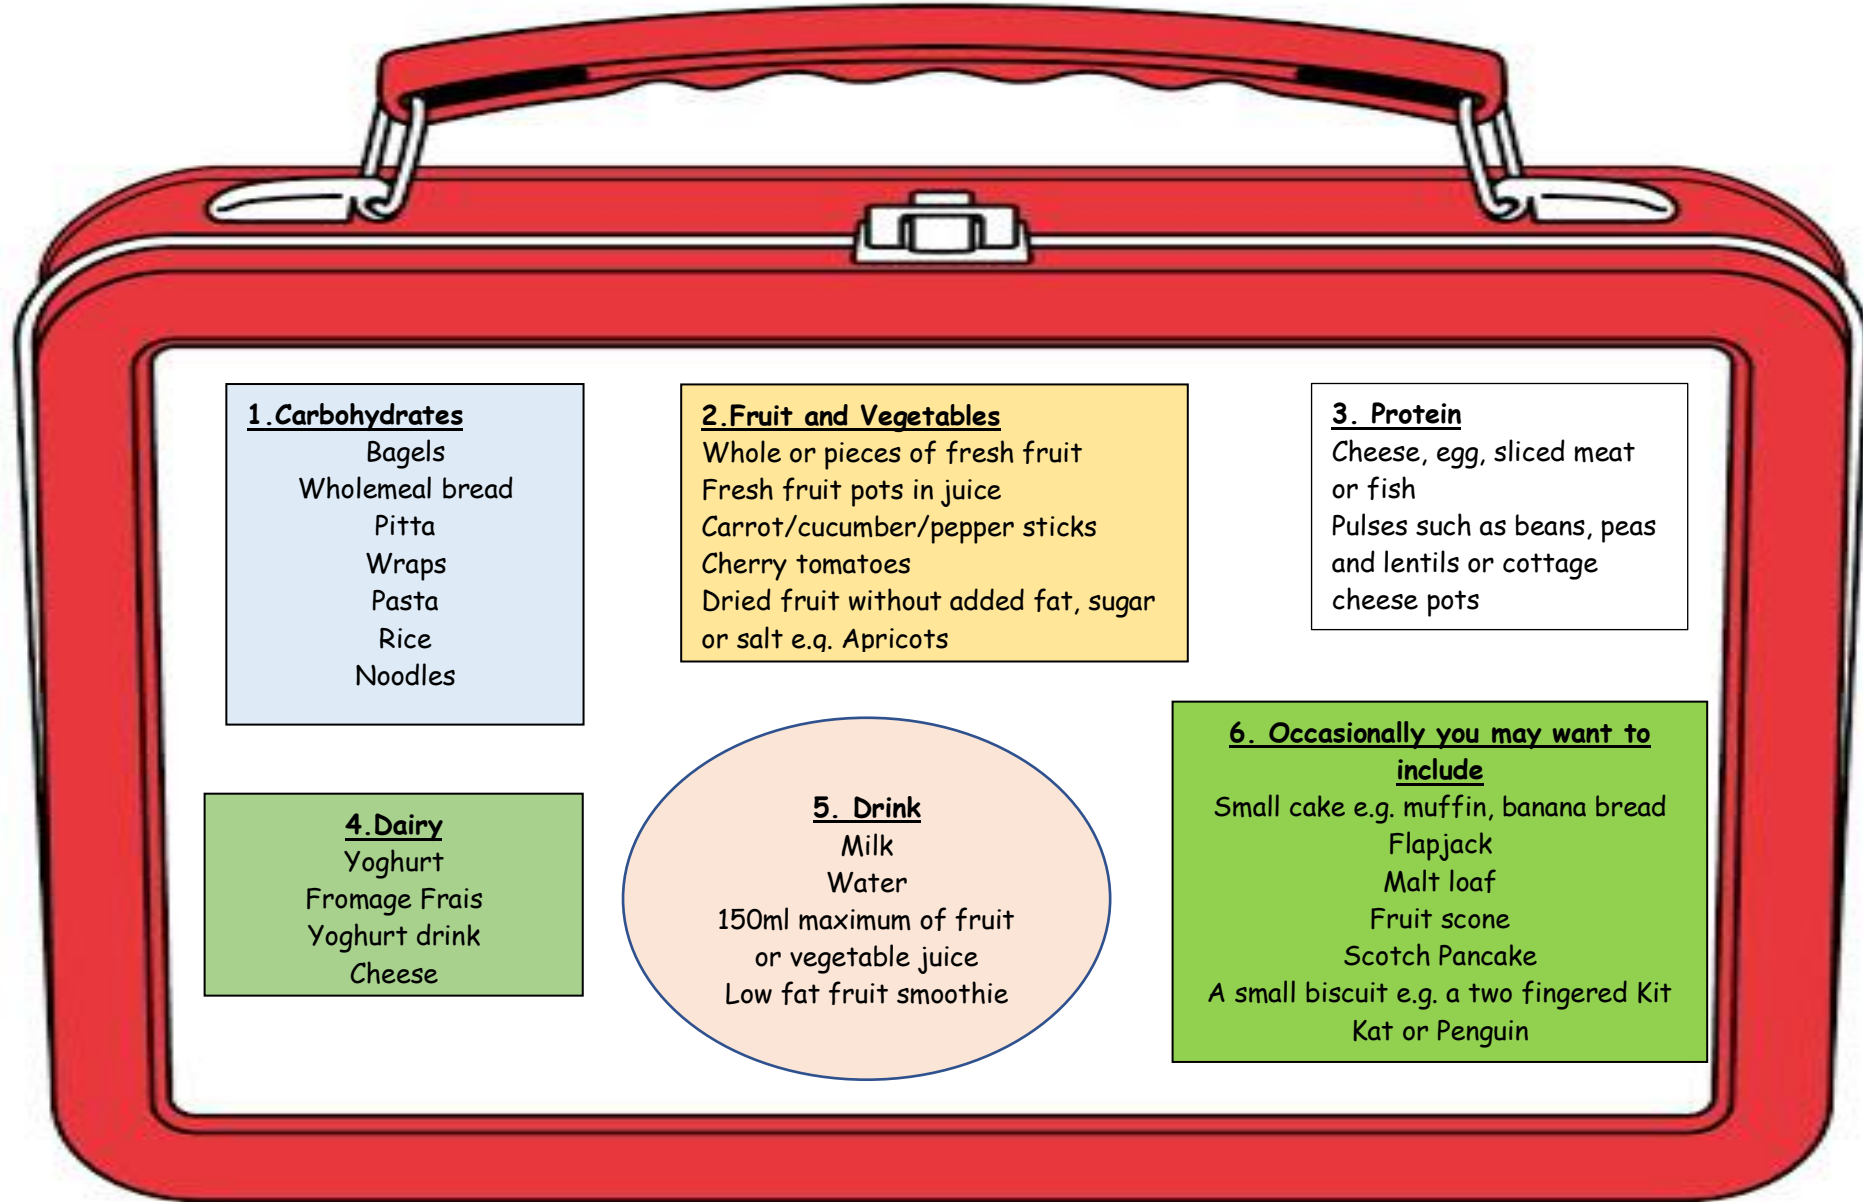 1.Carbohydrates
Bagels
Wholemeal bread
Pitta
Wraps
Pasta
Rice
Noodles
2.Fruit and Vegetables
Whole or pieces of fresh fruit
Fresh fruit pots in juice
Carrot/cucumber/pepper sticks
Cherry tomatoes
Dried fruit without added fat, sugar
or salt e.g. Apricots
3. Protein
Cheese, egg, sliced meat
or fish
Pulses such as beans, peas
and lentils or cottage
cheese pots
4.Dairy
Yoghurt
Fromage Frais
Yoghurt drink
Cheese
5. Drink
Milk
Water
150ml maximum of fruit
or vegetable juice
Low fat fruit smoothie
6. Occasionally you may want to
include
Small cake e.g. muffin, banana bread
Flapjack
Malt loaf
Fruit scone
Scotch Pancake
A small biscuit e.g. a two fingered Kit
Kat or Penguin